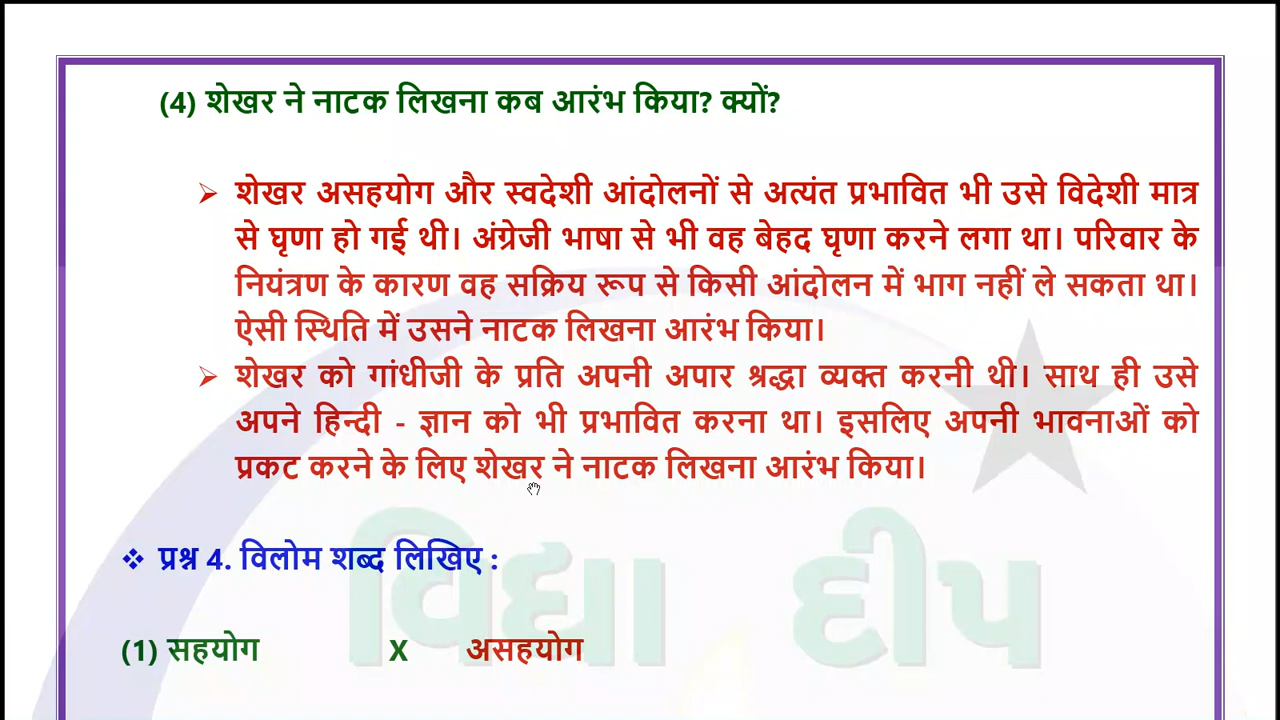 (4) शेखर ने नाटक लिखना कब आरंभ किया? क्यों?
➢ शेखर असहयोग और स्वदेशी आंदोलनों से अत्यंत प्रभावित भी उसे विदेशी मात्र
से घृणा हो गई थी। अंग्रेजी भाषा से भी वह बेहद घृणा करने लगा था। परिवार के
नियंत्रण के कारण वह सक्रिय रूप से किसी आंदोलन में भाग नहीं ले सकता था।
ऐसी स्थिति में उसने नाटक लिखना आरंभ किया।
➢ शेखर को गांधीजी के प्रति अपनी अपार श्रद्धा व्यक्त करनी थी। साथ ही उसे
अपने हिन्दी - ज्ञान को भी प्रभावित करना था। इसलिए अपनी भावनाओं को
प्रकट करने के लिए शेखर ने नाटक लिखना आरंभ किया।
❖ प्रश्न 4. विलोम शब्द लिखिए :
વિદ્યા દીપ
(1) सहयोग X असहयोग